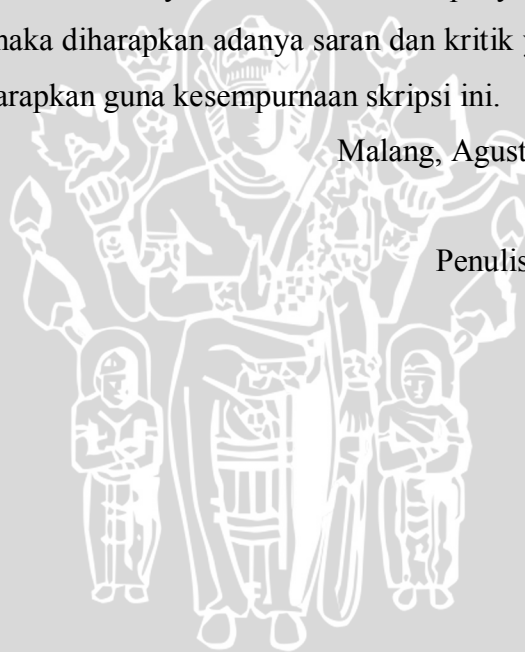 maka diharapkan adanya saran dan kritik
arapkan guna kesempurnaan skripsi ini.
Malang, Agust
Penulis